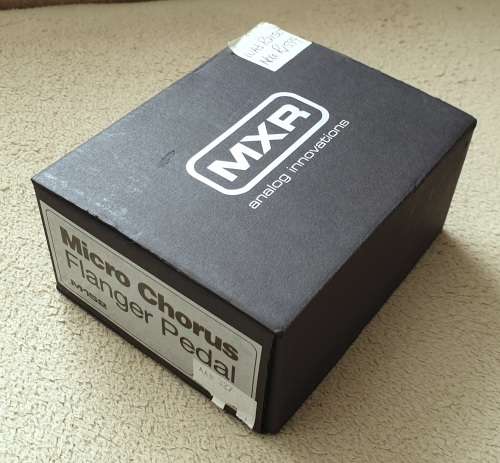 MXR
analog innovations
Micro Chorus
Flanger Pedal
M152